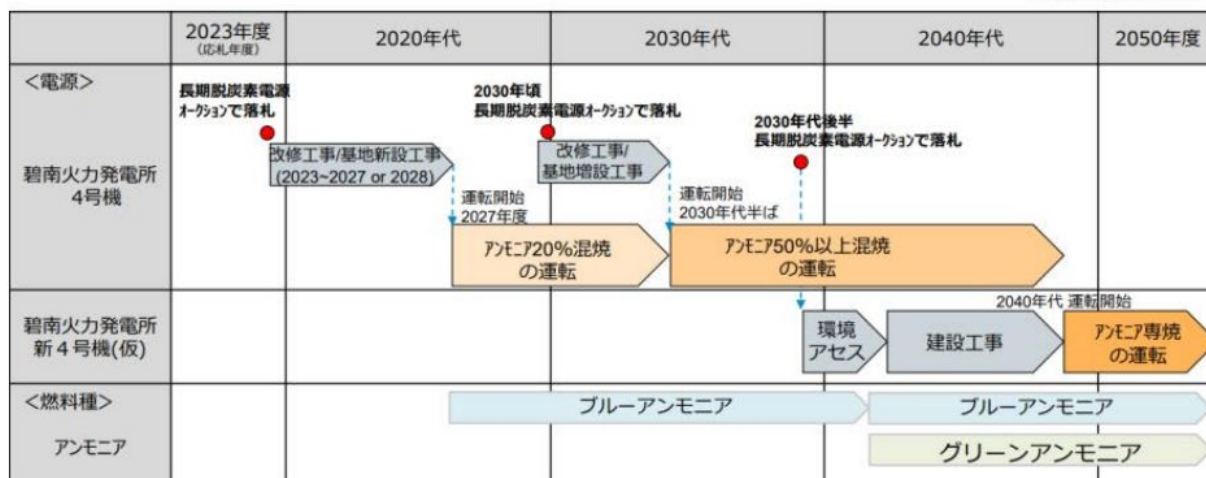 2023年度
(応札年度)
2020年代
2030年代
2040年代
2050年度
＜電源＞
碧南火力発電所
4号機
長期脱炭素電源
ｵｰｸｼｮﾝで落札
2030年頃
長期脱炭素電源ｵｰｸｼｮﾝで落札
2030年代後半
長期脱炭素電源ｵｰｸｼｮﾝで落札
改修工事/基地新設工事
(2023~2027 or 2028)
改修工事/
基地増設工事
運転開始
2027年度
運転開始
2030年代半ば
ｱﾝﾓﾆｱ20%混焼
の運転
ｱﾝﾓﾆｱ50%以上混焼
の運転
碧南火力発電所
新４号機(仮)
2040年代 運転開始
環境
アセス
建設工事
ｱﾝﾓﾆｱ専焼
の運転
＜燃料種＞
アンモニア
ブルーアンモニア
ブルーアンモニア
グリーンアンモニア